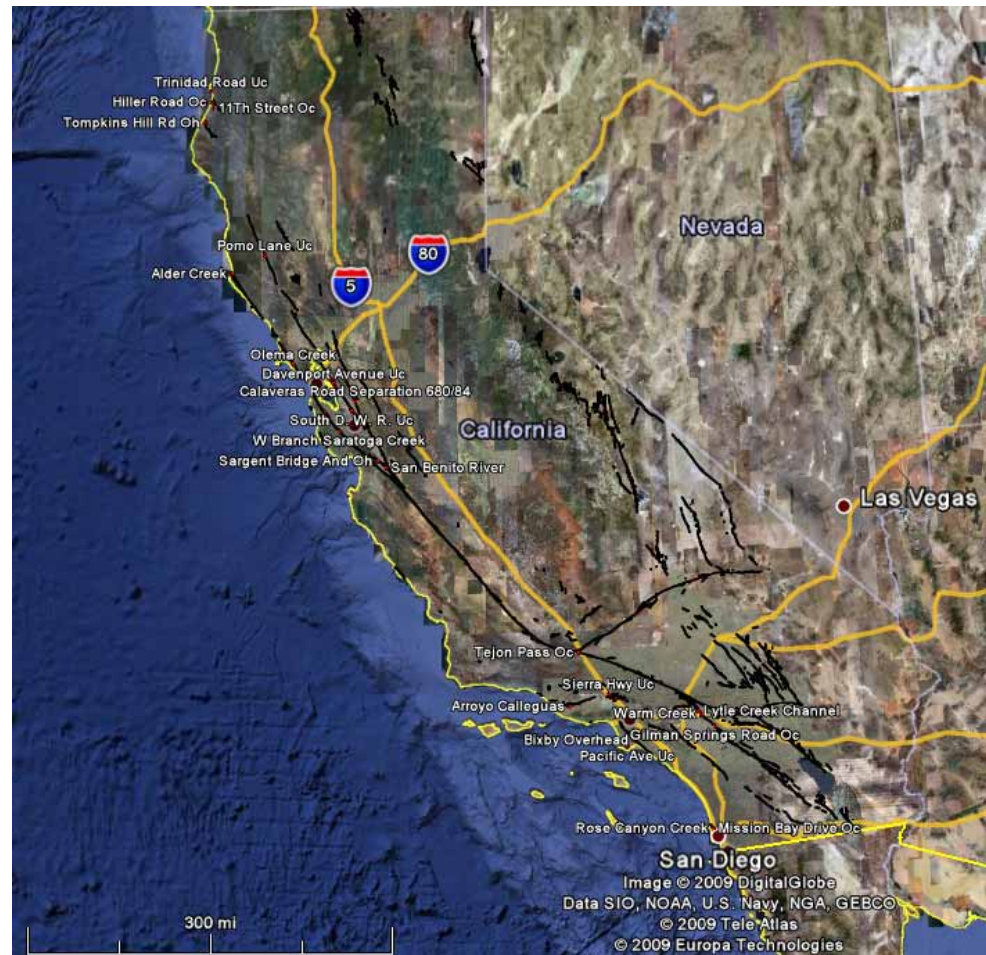 Trinidad Road Uc
Hiller Road Oc
11Th Street Oc
Tompkins Hill Rd Oh
Nevada
Pomo Lane Uc
80
Alder Creek
5
Olema Creek
Davenport Avenue Uc
Calaveras Road Separation 680/84
South D. W. R. Uc
California
W Branch Saratoga Creek
Sargent Bridge And Oh
San Benito River
Las Vegas
Tejon Pass Oc
Sierra Hwy Uc
Arroyo Calleguas
Warm Creek
Lytle Creek Channel
Bixby Overhead
Gilman Springs Road Oc
Pacific Ave Uc
Rose Canyon Creek
Mission Bay Drive Oc
San Diego
Image © 2009 DigitalGlobe
Data SIO, NOAA, U.S. Navy, NGA, GEBCO
© 2009 Tele Atlas
© 2009 Europa Technologies
300 mi